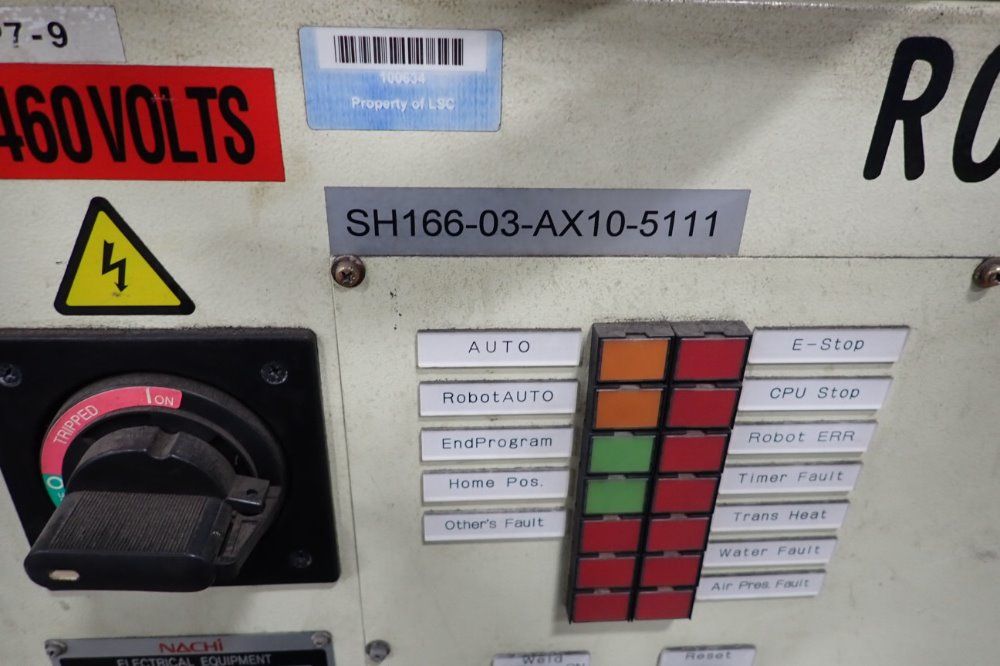 7-9
460 VOLTS
100634
Property of LSC
SH166-03-AX10-5111
TRIPPED
ON
O
AUTO
RobotAUTO
EndProgram
Home Pos.
Other's Fault
E-Stop
CPU Stop
Robot ERR
Timer Fault
Trans Heat
Water Fault
Air Pres. Fault
NACHi
ELECTRICAL EQUIPMENT
Weld
Reset